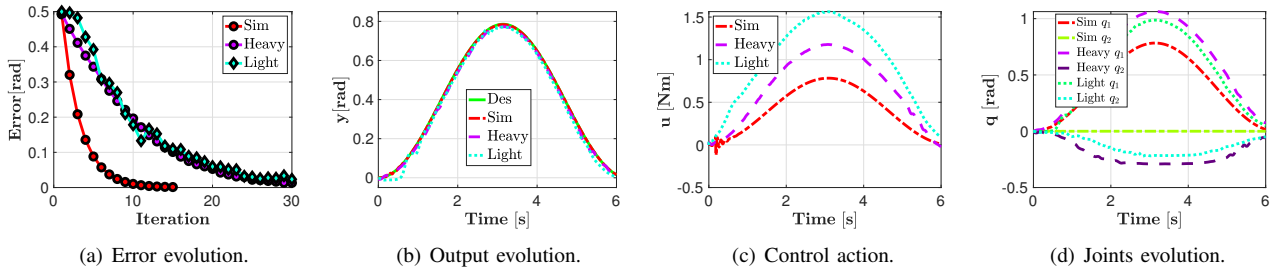 Error[rad]
0.5
0.4
0.3
0.2
0.1
0
0
10
20
30
Iteration
Sim
Heavy
Light
(a) Error evolution.
y[rad]
0.8
0.6
0.4
0.2
0
0
2
4
6
Time [s]
Des
Sim
Heavy
Light
(b) Output evolution.
u [Nm]
1.5
1
0.5
0
-0.5
0
2
4
6
Time [s]
Sim
Heavy
Light
(c) Control action.
q [rad]
1
0.5
0
-0.5
0
2
4
6
Time [s]
Sim q₁
Sim q₂
Heavy q₁
Heavy q₂
Light q₁
Light q₂
(d) Joints evolution.